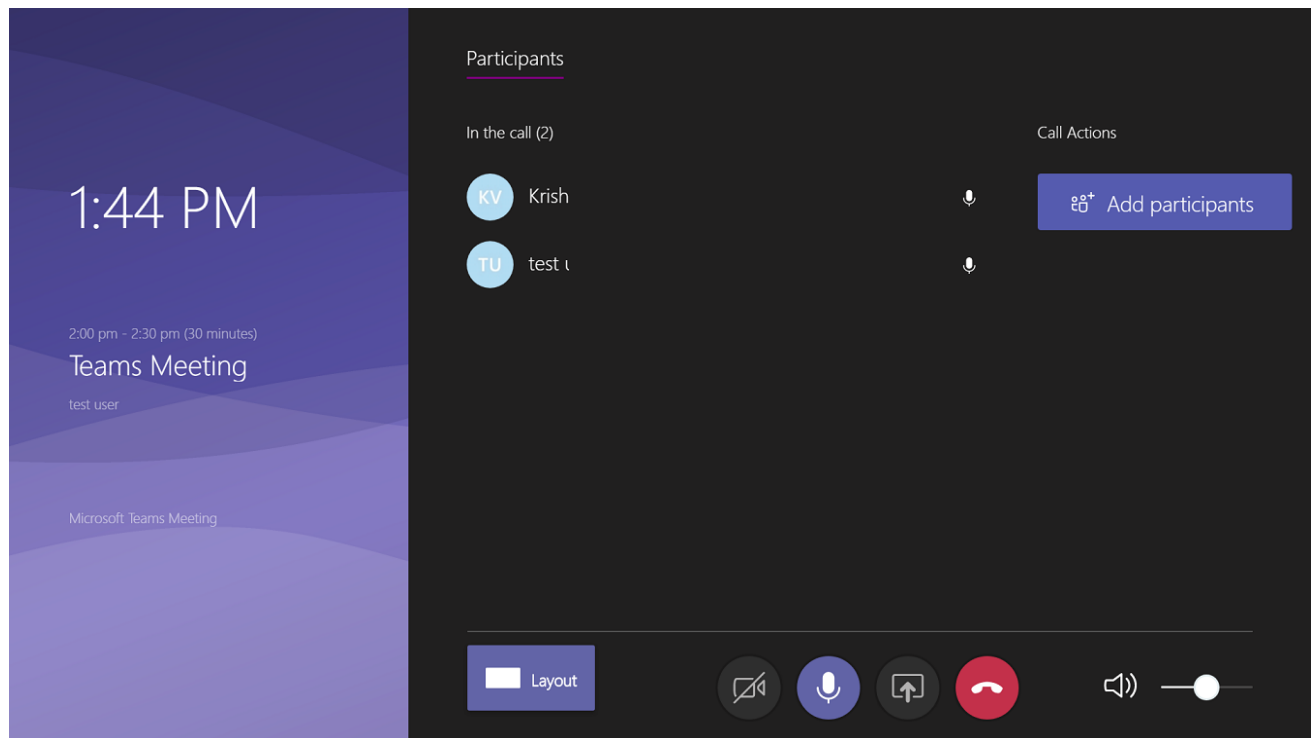 1:44 PM
2:00 pm - 2:30 pm (30 minutes)
Teams Meeting
test user
Microsoft Teams Meeting
Participants
In the call (2)
KV Krish
TU test u
Call Actions
Add participants
Layout